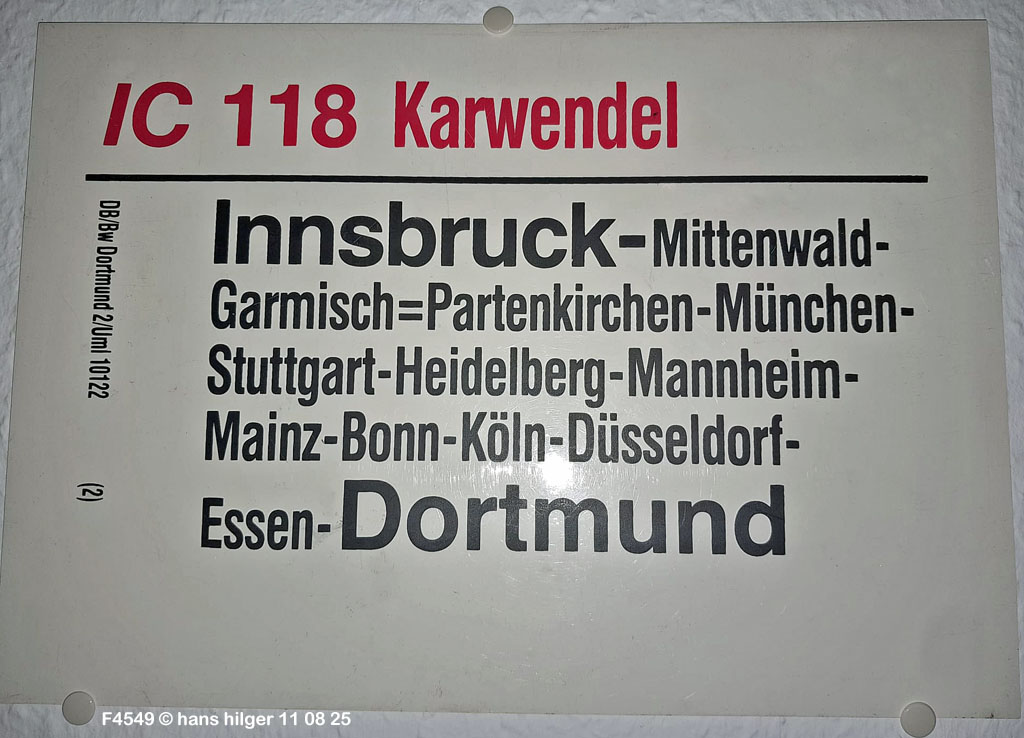 IC 118 Karwendel
DB/Bw Dortmund 2/Uml 10122
(2)
Innsbruck-Mittenwald-
Garmisch=Partenkirchen-München-
Stuttgart-Heidelberg-Mannheim-
Mainz-Bonn-Köln-Düsseldorf-
Essen-Dortmund
F4549 © hans hilger 11 08 25